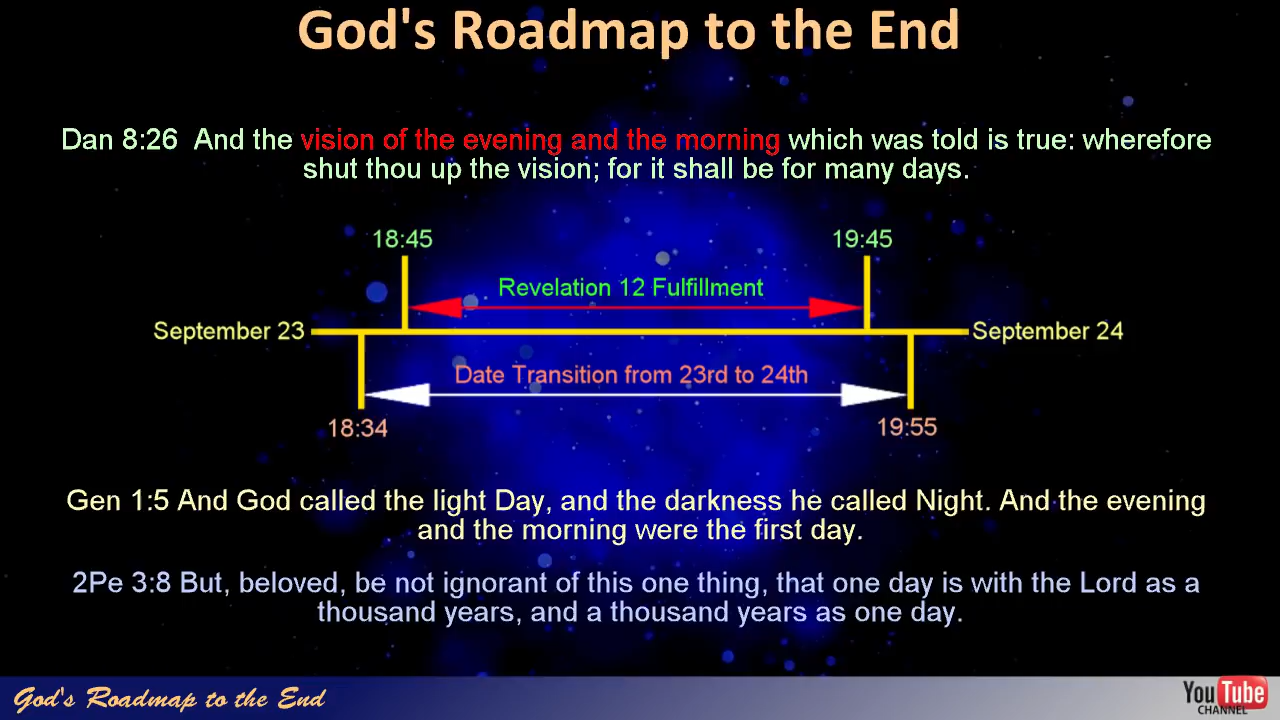 God's Roadmap to the End
Dan 8:26 And the vision of the evening and the morning which was told is true: wherefore
shut thou up the vision; for it shall be for many days.
18:45
19:45
Revelation 12 Fulfillment
September 23
September 24
Date Transition from 23rd to 24th
18:34
19:55
Gen 1:5 And God called the light Day, and the darkness he called Night. And the evening
and the morning were the first day.
2Pe 3:8 But, beloved, be not ignorant of this one thing, that one day is with the Lord as a
thousand years, and a thousand years as one day.
God's Roadmap to the End
YouTube
CHANNEL